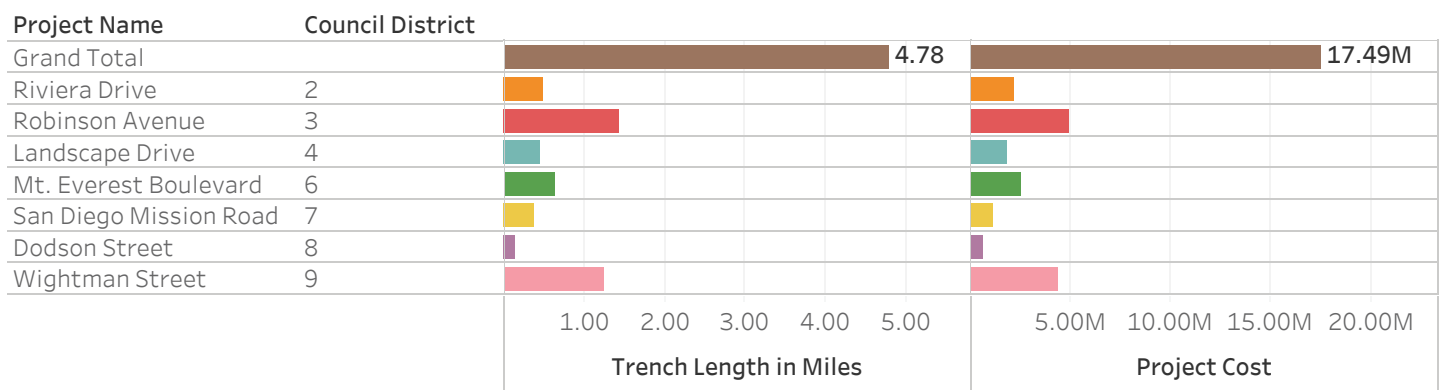 Project Name Council District
Grand Total 4.78 17.49M
Riviera Drive 2
Robinson Avenue 3
Landscape Drive 4
Mt. Everest Boulevard 6
San Diego Mission Road 7
Dodson Street 8
Wightman Street 9
1.00 2.00 3.00 4.00 5.00 5.00M 10.00M 15.00M 20.00M
Trench Length in Miles Project Cost